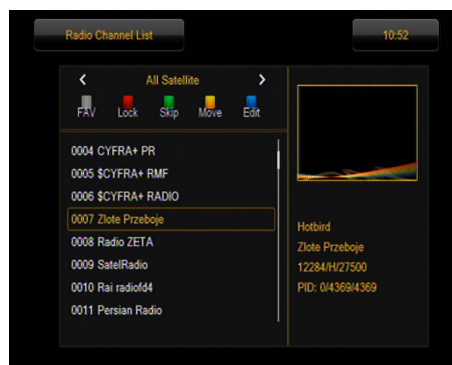 Radio Channel List
10:52
All Satellite
FAV Lock Skip Move Edit
0004 CYFRA+ PR
0005 $CYFRA+ RMF
0006 $CYFRA+ RADIO
0007 Zlote Przeboje
0008 Radio ZETA
0009 SatelRadio
0010 Rai radiofd4
0011 Persian Radio
Hotbird
Zlote Przeboje
12284/H/27500
PID: 0/4369/4369